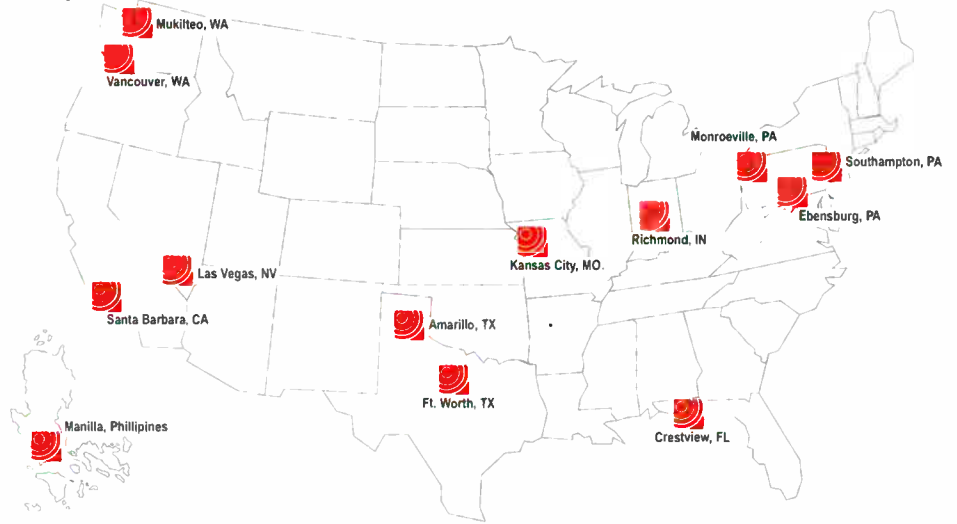 Mukilteo, WA
Vancouver, WA
Monroeville, PA
Southampton, PA
Ebensburg, PA
Richmond, IN
Kansas City, MO.
Las Vegas, NV
Santa Barbara, CA
Amarillo, TX
Ft. Worth, TX
Crestview, FL
Manilla, Phillipines